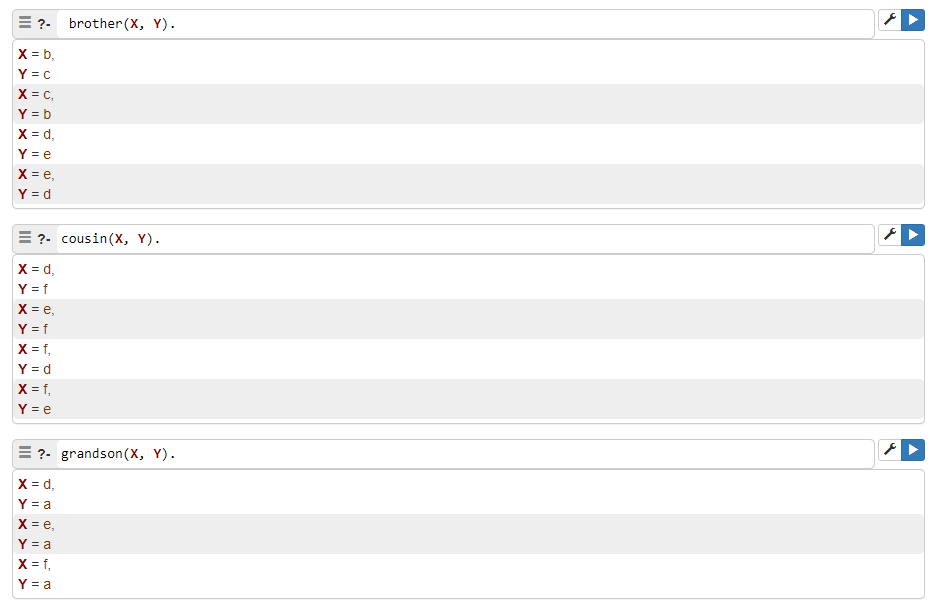 ?- brother(X, Y).
X = b,
Y = c
X = c,
Y = b
X = d,
Y = e
X = e,
Y = d
?- cousin(X, Y).
X = d,
Y = f
X = e,
Y = f
X = f,
Y = d
X = f,
Y = e
?- grandson(X, Y).
X = d,
Y = a
X = e,
Y = a
X = f,
Y = a